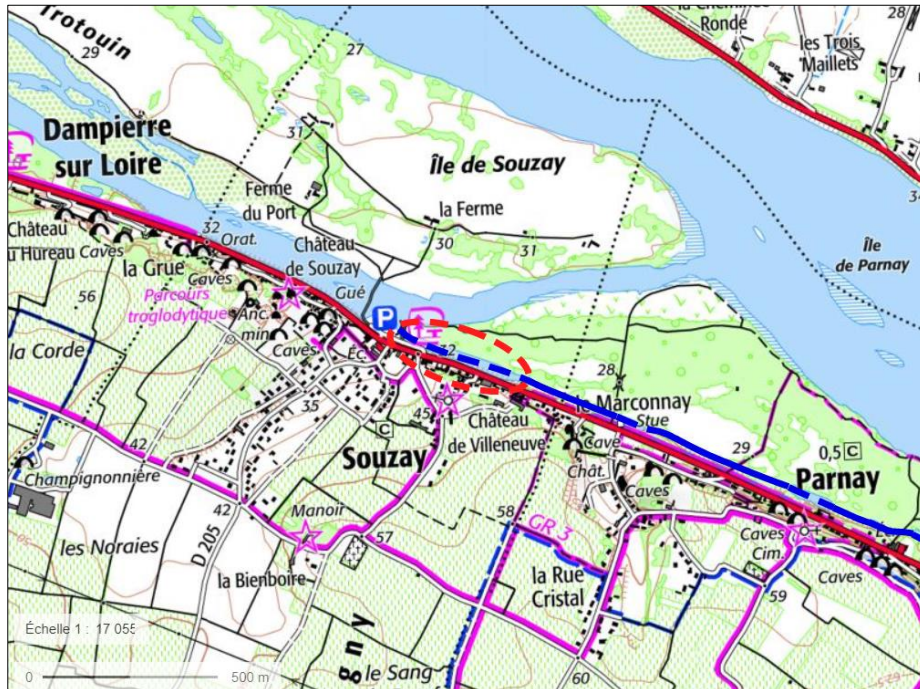 Trotouin
29
27
la Che
Ronde
les Trois
Maillets
Dampierre
sur Loire
31
Île de Souzay
Ferme
du Port
la Ferme
34
32
Orat.
Château
de Souzay
30
31
Île
de Parnay
Château
u Hureau
Caves
la Grue
Caves
Gué
56
Parcours
troglodytique
Anc.
min
P
la Corde
Caves
Éc.
28
35
45
le Marconnay
Stue
Château
de Villeneuve
Cave
29
0,5 C
42
C
Souzay
Chât.
Parnay
Champignonnière
Caves
Manoir
42
58
GR 3
Caves
Cim.
les Noraies
D 205
57
la Bienboire
la Rue
Cristal
59
Caves
Échelle 1 : 17 055
gny
0
500 m
le Sang
60